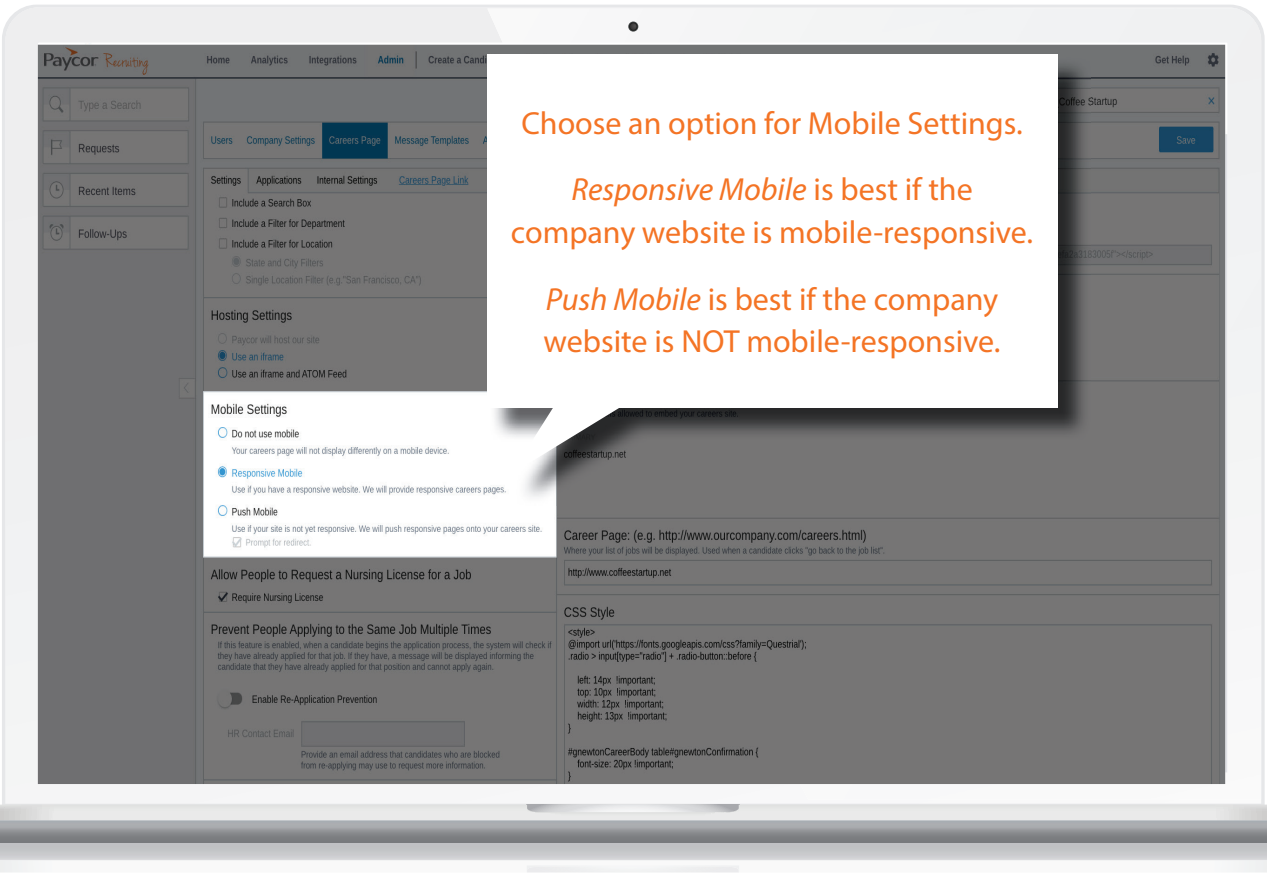 Paycor Recruiting
Home Analytics Integrations Admin Create a Candi
Get Help
Type a Search
Requests
Recent Items
Follow-Ups
Coffee Startup X
Users Company Settings Careers Page Message Templates A
Save
Settings Applications Internal Settings Careers Page Link
Include a Search Box
Include a Filter for Department
Include a Filter for Location
State and City Filters
Single Location Filter (e.g."San Francisco, CA")
Hosting Settings
Paycor will host our site
Use an iframe
Use an iframe and ATOM Feed
Choose an option for Mobile Settings.
Responsive Mobile is best if the
company website is mobile-responsive.
Push Mobile is best if the company
website is NOT mobile-responsive.
Mobile Settings
Do not use mobile
Your careers page will not display differently on a mobile device.
Responsive Mobile
Use if you have a responsive website. We will provide responsive careers pages.
Push Mobile
Use if your site is not yet responsive. We will push responsive pages onto your careers site.
Prompt for redirect.
Allow People to Request a Nursing License for a Job
Require Nursing License
Prevent People Applying to the Same Job Multiple Times
If this feature is enabled, when a candidate begins the application process, the system will check if
they have already applied for that job. If they have, a message will be displayed informing the
candidate that they have already applied for that position and cannot apply again.
Enable Re-Application Prevention
HR Contact Email
Provide an email address that candidates who are blocked
from re-applying may use to request more information.
"></script>
allowed to embed your careers site.
coffeestartup.net
Career Page: (e.g. http://www.ourcompany.com/careers.html)
Where your list of jobs will be displayed. Used when a candidate clicks "go back to the job list".
http://www.coffeestartup.net
CSS Style
<style>
@import url('https://fonts.googleapis.com/css?family=Questrial');
.radio > input[type="radio"] + .radio-button::before {
left: 14px !important;
top: 10px !important;
width: 12px !important;
height: 13px !important;
}
#gnewtonCareerBody table#gnewtonConfirmation {
font-size: 20px !important;
}